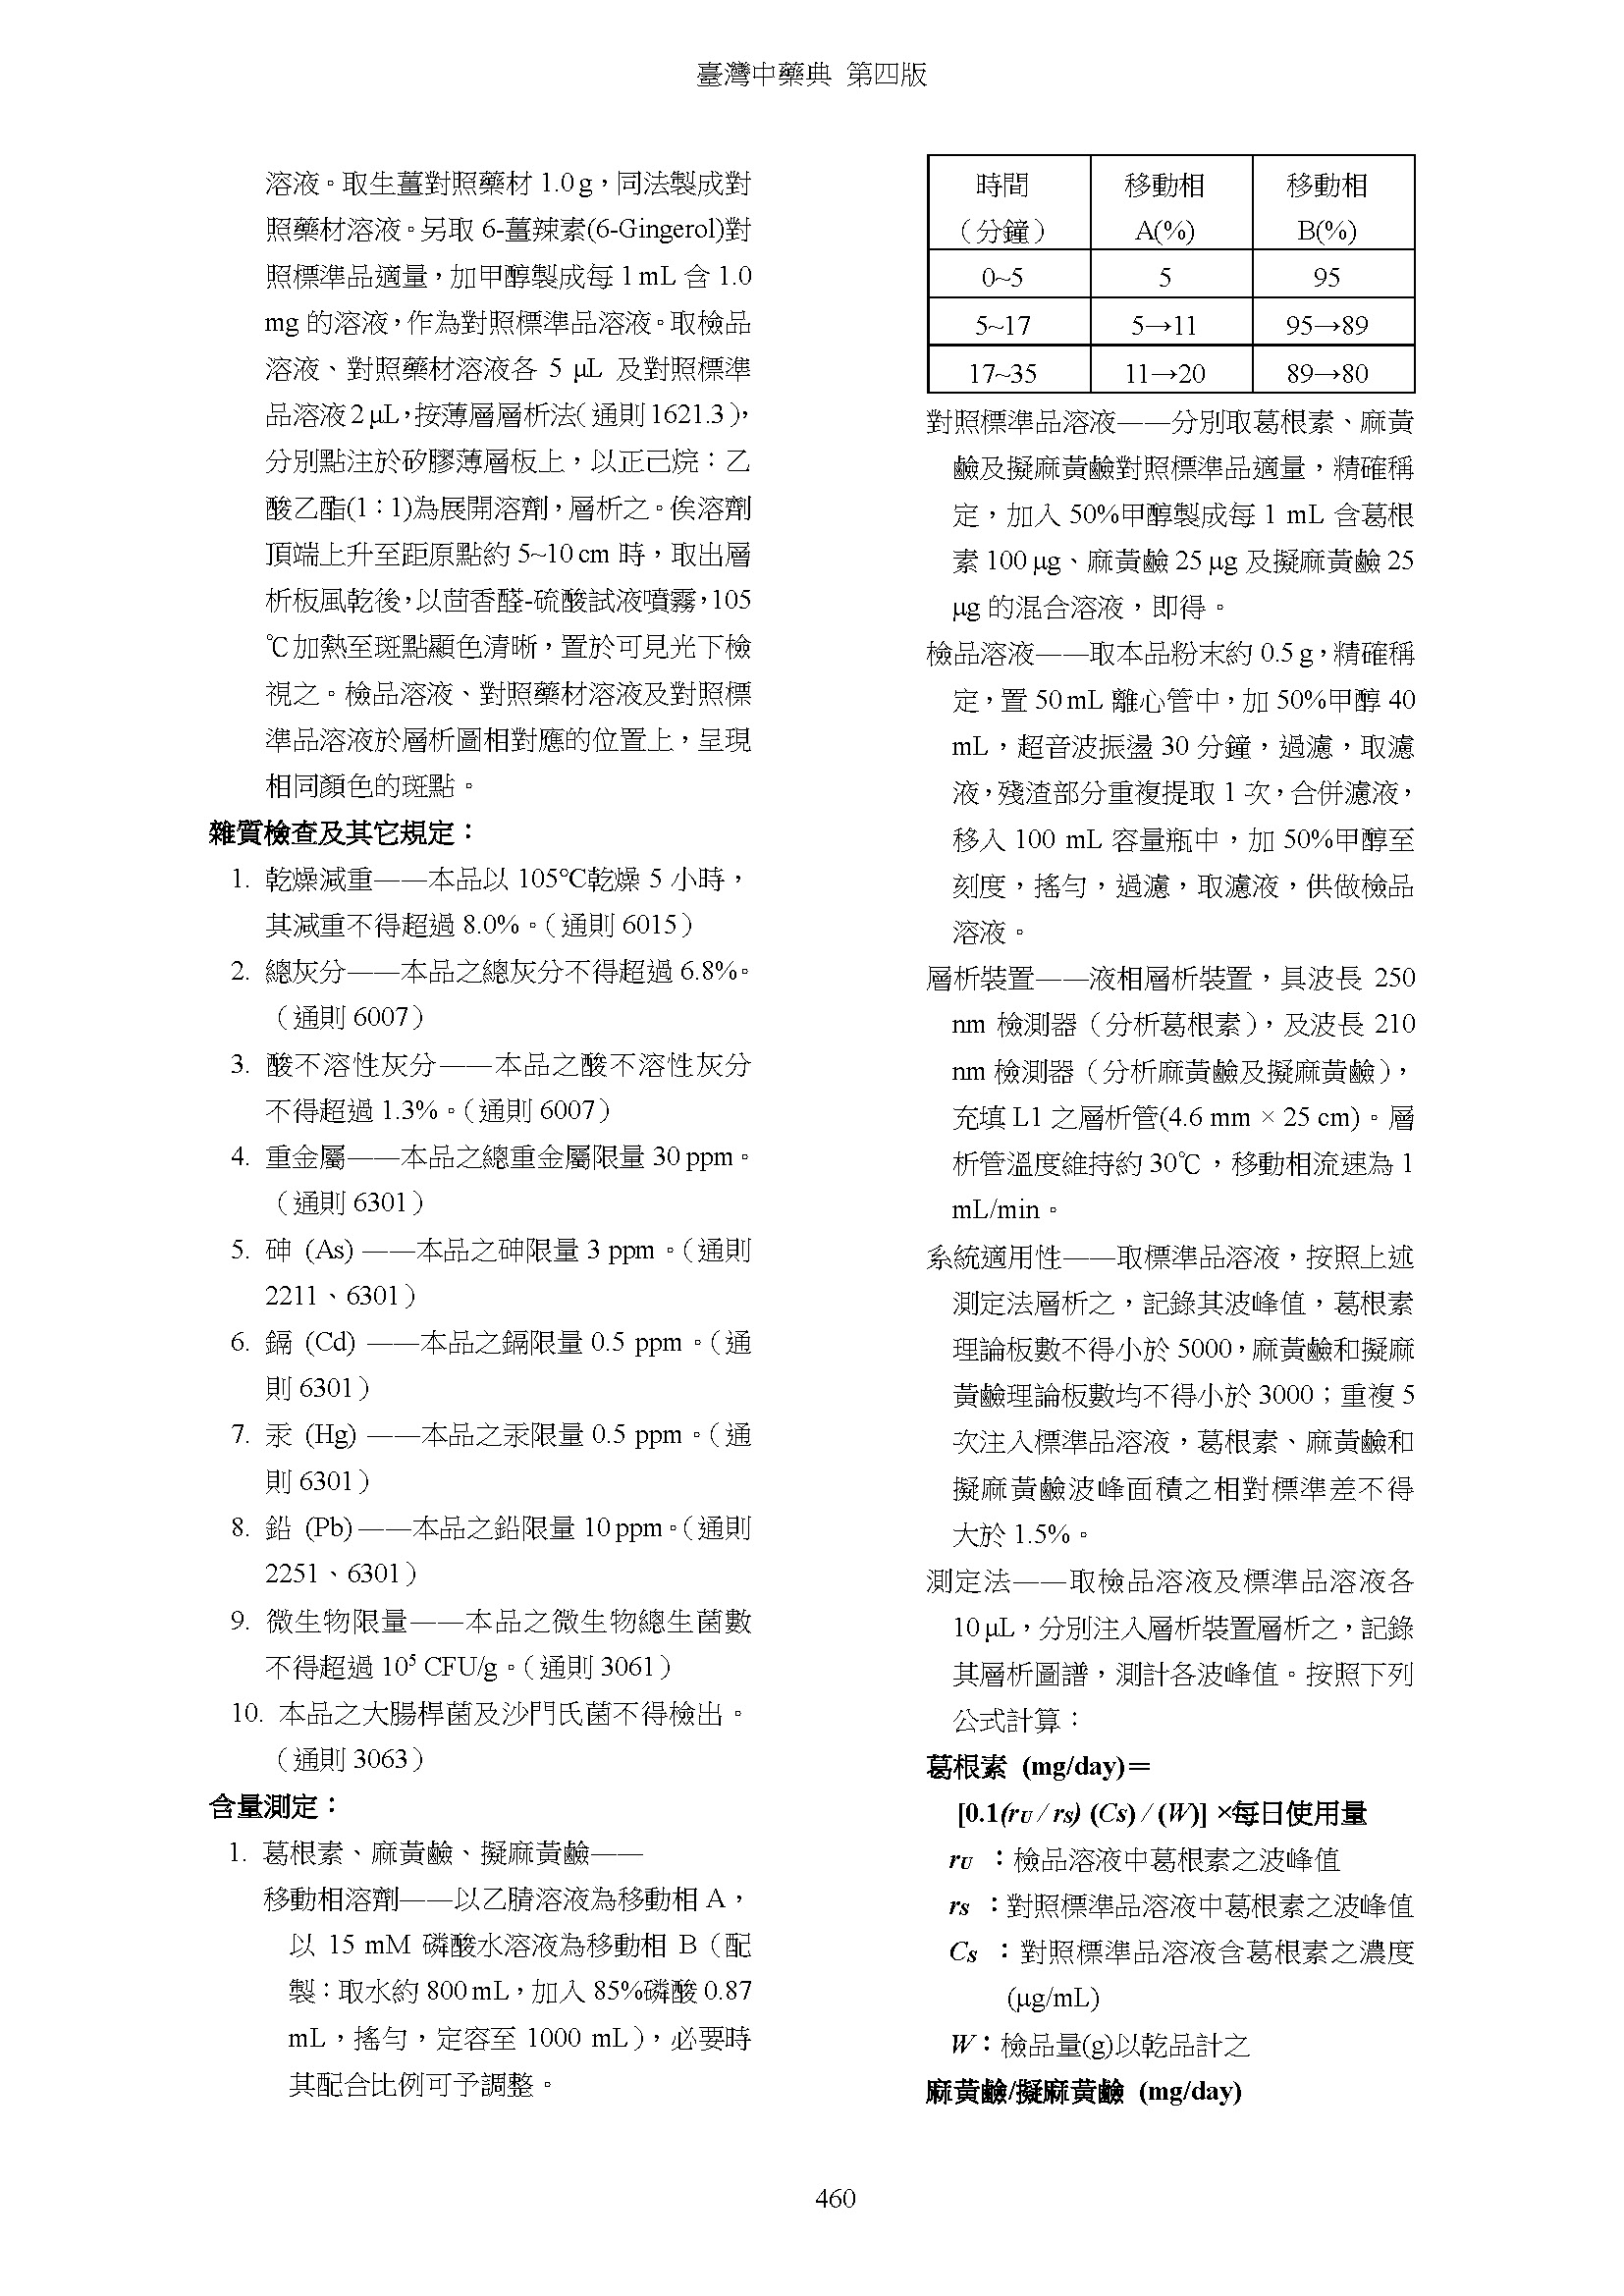 臺灣中藥典 第四版
溶液。取生薑對照藥材 1.0 g，同法製成對
照藥材溶液。另取 6-薑辣素(6-Gingerol)對
照標準品適量，加甲醇製成每 1 mL 含 1.0
mg 的溶液，作為對照標準品溶液。取檢品
溶液、對照藥材溶液各 5 μL 及對照標準
品溶液 2 μL，按薄層層析法（通則 1621.3），
分別點注於矽膠薄層板上，以正己烷：乙
酸乙酯(1：1)為展開溶劑，層析之。俟溶劑
頂端上升至距原點約 5~10 cm 時，取出層
析板風乾後，以茴香醛-硫酸試液噴霧，105
℃加熱至斑點顯色清晰，置於可見光下檢
視之。檢品溶液、對照藥材溶液及對照標
準品溶液於層析圖相對應的位置上，呈現
相同顏色的斑點。
雜質檢查及其它規定：
1. 乾燥減重——本品以 105℃乾燥 5 小時，
其減重不得超過 8.0%。（通則 6015）
2. 總灰分——本品之總灰分不得超過 6.8%。
（通則 6007）
3. 酸不溶性灰分——本品之酸不溶性灰分
不得超過 1.3%。（通則 6007）
4. 重金屬——本品之總重金屬限量 30 ppm。
（通則 6301）
5. 砷 (As) ——本品之砷限量 3 ppm。（通則
2211、6301）
6. 鎘 (Cd) ——本品之鎘限量 0.5 ppm。（通
則 6301）
7. 汞 (Hg) ——本品之汞限量 0.5 ppm。（通
則 6301）
8. 鉛 (Pb) ——本品之鉛限量 10 ppm。（通則
2251、6301）
9. 微生物限量——本品之微生物總生菌數
不得超過 10⁵ CFU/g。（通則 3061）
10. 本品之大腸桿菌及沙門氏菌不得檢出。
（通則 3063）
含量測定：
1. 葛根素、麻黃鹼、擬麻黃鹼——
移動相溶劑——以乙腈溶液為移動相 A，
以 15 mM 磷酸水溶液為移動相 B（配
製：取水約 800 mL，加入 85%磷酸 0.87
mL，搖勻，定容至 1000 mL），必要時
其配合比例可予調整。
時間 移動相 移動相
（分鐘） A(%) B(%)
0~5 5 95
5~17 5→11 95→89
17~35 11→20 89→80
對照標準品溶液——分別取葛根素、麻黃
鹼及擬麻黃鹼對照標準品適量，精確稱
定，加入 50%甲醇製成每 1 mL 含葛根
素 100 μg、麻黃鹼 25 μg 及擬麻黃鹼 25
μg 的混合溶液，即得。
檢品溶液——取本品粉末約 0.5 g，精確稱
定，置 50 mL 離心管中，加 50%甲醇 40
mL，超音波振盪 30 分鐘，過濾，取濾
液，殘渣部分重複提取 1 次，合併濾液，
移入 100 mL 容量瓶中，加 50%甲醇至
刻度，搖勻，過濾，取濾液，供做檢品
溶液。
層析裝置——液相層析裝置，具波長 250
nm 檢測器（分析葛根素），及波長 210
nm 檢測器（分析麻黃鹼及擬麻黃鹼），
充填 L1 之層析管(4.6 mm × 25 cm)。層
析管溫度維持約 30℃，移動相流速為 1
mL/min。
系統適用性——取標準品溶液，按照上述
測定法層析之，記錄其波峰值，葛根素
理論板數不得小於 5000，麻黃鹼和擬麻
黃鹼理論板數均不得小於 3000；重複 5
次注入標準品溶液，葛根素、麻黃鹼和
擬麻黃鹼波峰面積之相對標準差不得
大於 1.5%。
測定法——取檢品溶液及標準品溶液各
10 μL，分別注入層析裝置層析之，記錄
其層析圖譜，測計各波峰值。按照下列
公式計算：
葛根素 (mg/day)＝
[0.1(rU / rS) (CS) / (W)] ×每日使用量
rU ：檢品溶液中葛根素之波峰值
rS ：對照標準品溶液中葛根素之波峰值
CS ：對照標準品溶液含葛根素之濃度
(μg/mL)
W：檢品量(g)以乾品計之
麻黃鹼/擬麻黃鹼 (mg/day)
460